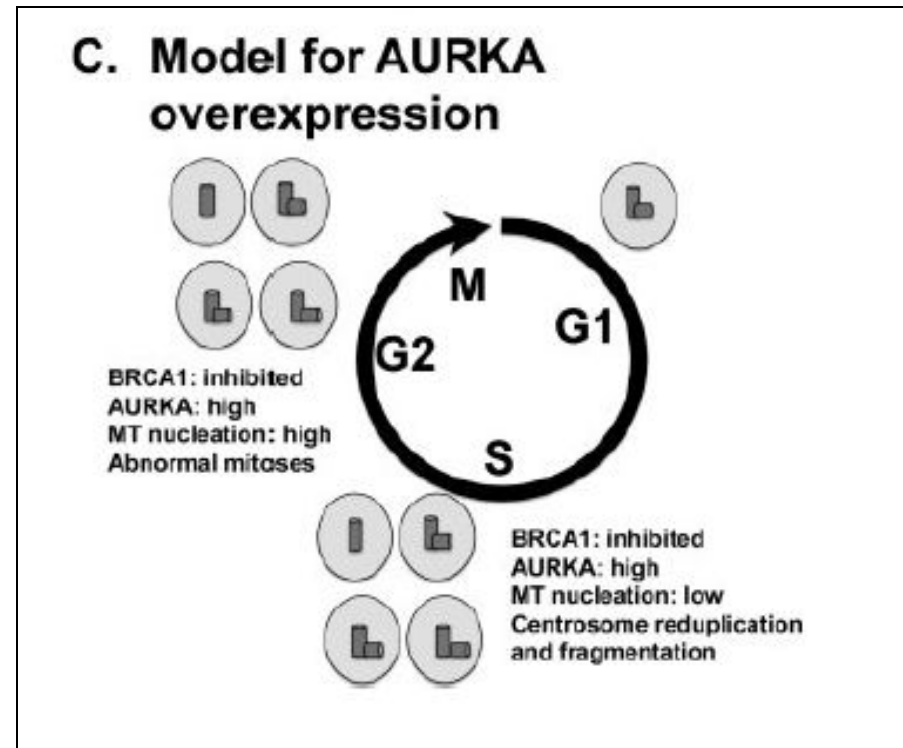 C. Model for AURKA
overexpression
M
G1
G2
S
BRCA1: inhibited
AURKA: high
MT nucleation: high
Abnormal mitoses
BRCA1: inhibited
AURKA: high
MT nucleation: low
Centrosome reduplication
and fragmentation